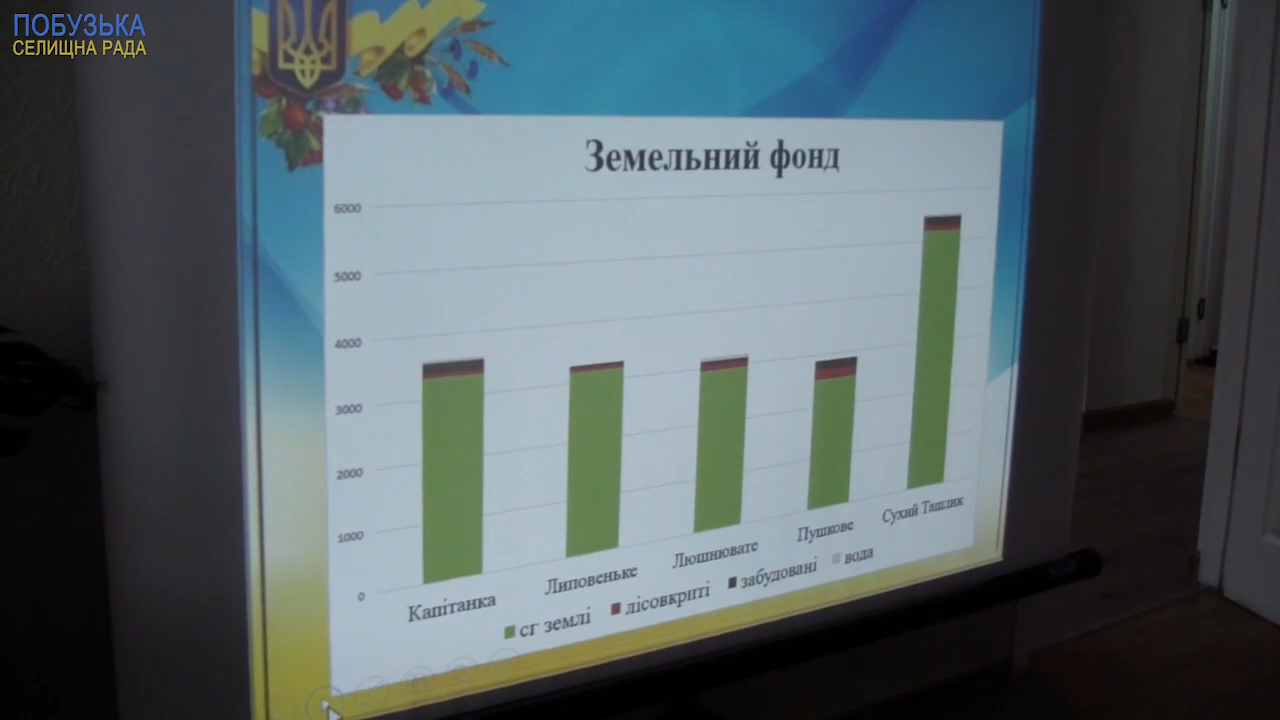 ПОБУЗЬКА
СЕЛИЩНА РАДА
Земельний фонд
6000
5000
4000
3000
2000
1000
0
Капітанка
Липовеньке
Люшнювате
Пушкове
Сухий Ташлик
сг землі
лісовкриті
забудовані
вода